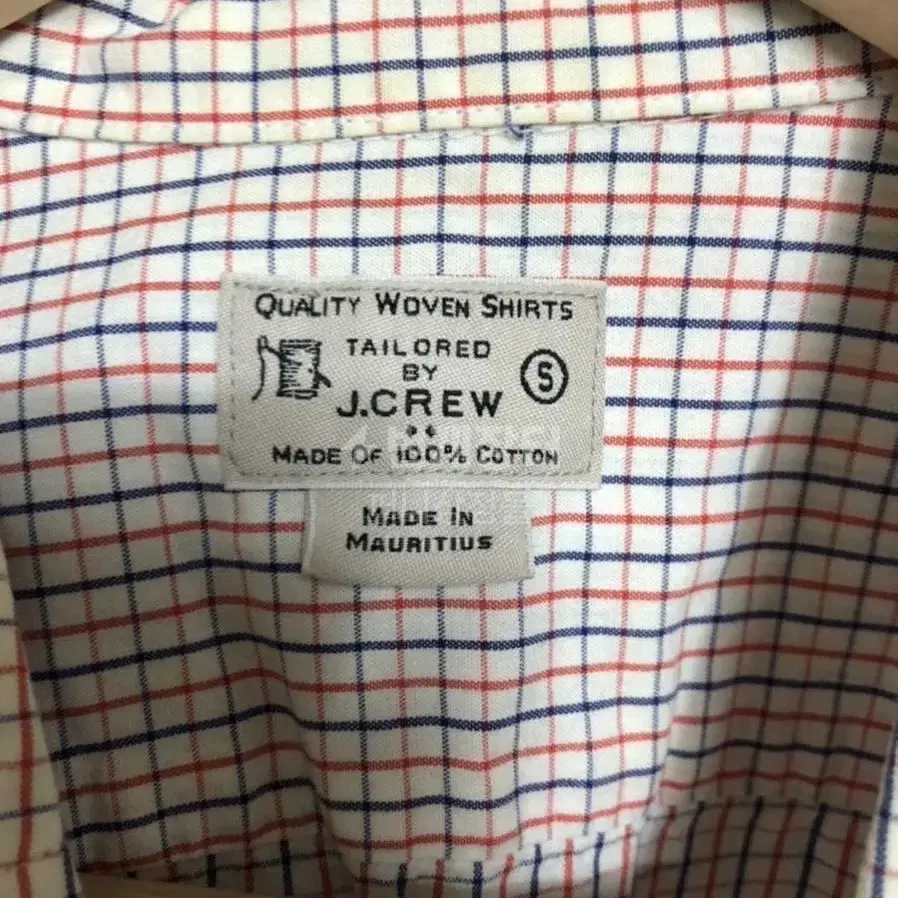 QUALITY WOVEN SHIRTS
TAILORED
BY
J.CREW
S
MADE OF 100% COTTON
MADE IN
MAURITIUS